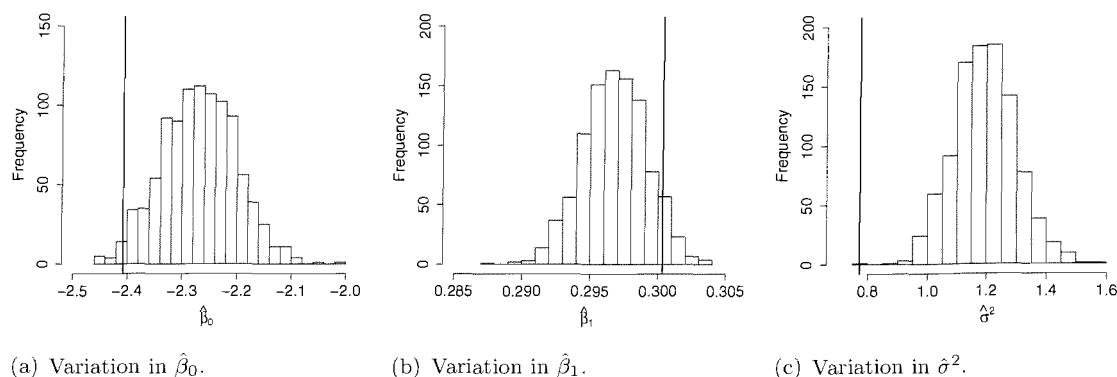 150
100
50
0
Frequency
-2.5 -2.4 -2.3 -2.2 -2.1 -2.0
β̂₀
(a) Variation in β̂₀.
200
150
100
50
0
Frequency
0.285 0.290 0.295 0.300 0.305
β̂₁
(b) Variation in β̂₁.
200
150
100
50
0
Frequency
0.8 1.0 1.2 1.4 1.6
σ̂²
(c) Variation in σ̂².